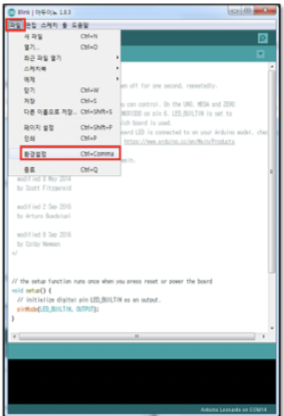 Blink | 아두이노 1.8.3
파일 편집 스케치 툴 도움말
새 파일 Ctrl+N
열기... Ctrl+O
최근 파일 열기
스케치북
예제
닫기 Ctrl+W
저장 Ctrl+S
다른 이름으로 저장... Ctrl+Shift+S
페이지 설정 Ctrl+Shift+P
인쇄 Ctrl+P
환경설정 Ctrl+Comma
종료 Ctrl+Q
on off for one second, repeatedly.
you can control. On the UNO, MEGA and ZERO
MKR1000 on pin 6. LED_BUILTIN is set to
which board is used.
board LED is connected to on your Arduino model, chec
https://www.arduino.cc/en/Main/Products
modified 8 May 2014
by Scott Fitzgerald
modified 2 Sep 2016
by Arturo Guadalupi
modified 8 Sep 2016
by Colby Newman
*/
// the setup function runs once when you press reset or power the board
void setup() {
// initialize digital pin LED_BUILTIN as an output.
pinMode(LED_BUILTIN, OUTPUT);
}
Arduino Leonardo on COM14